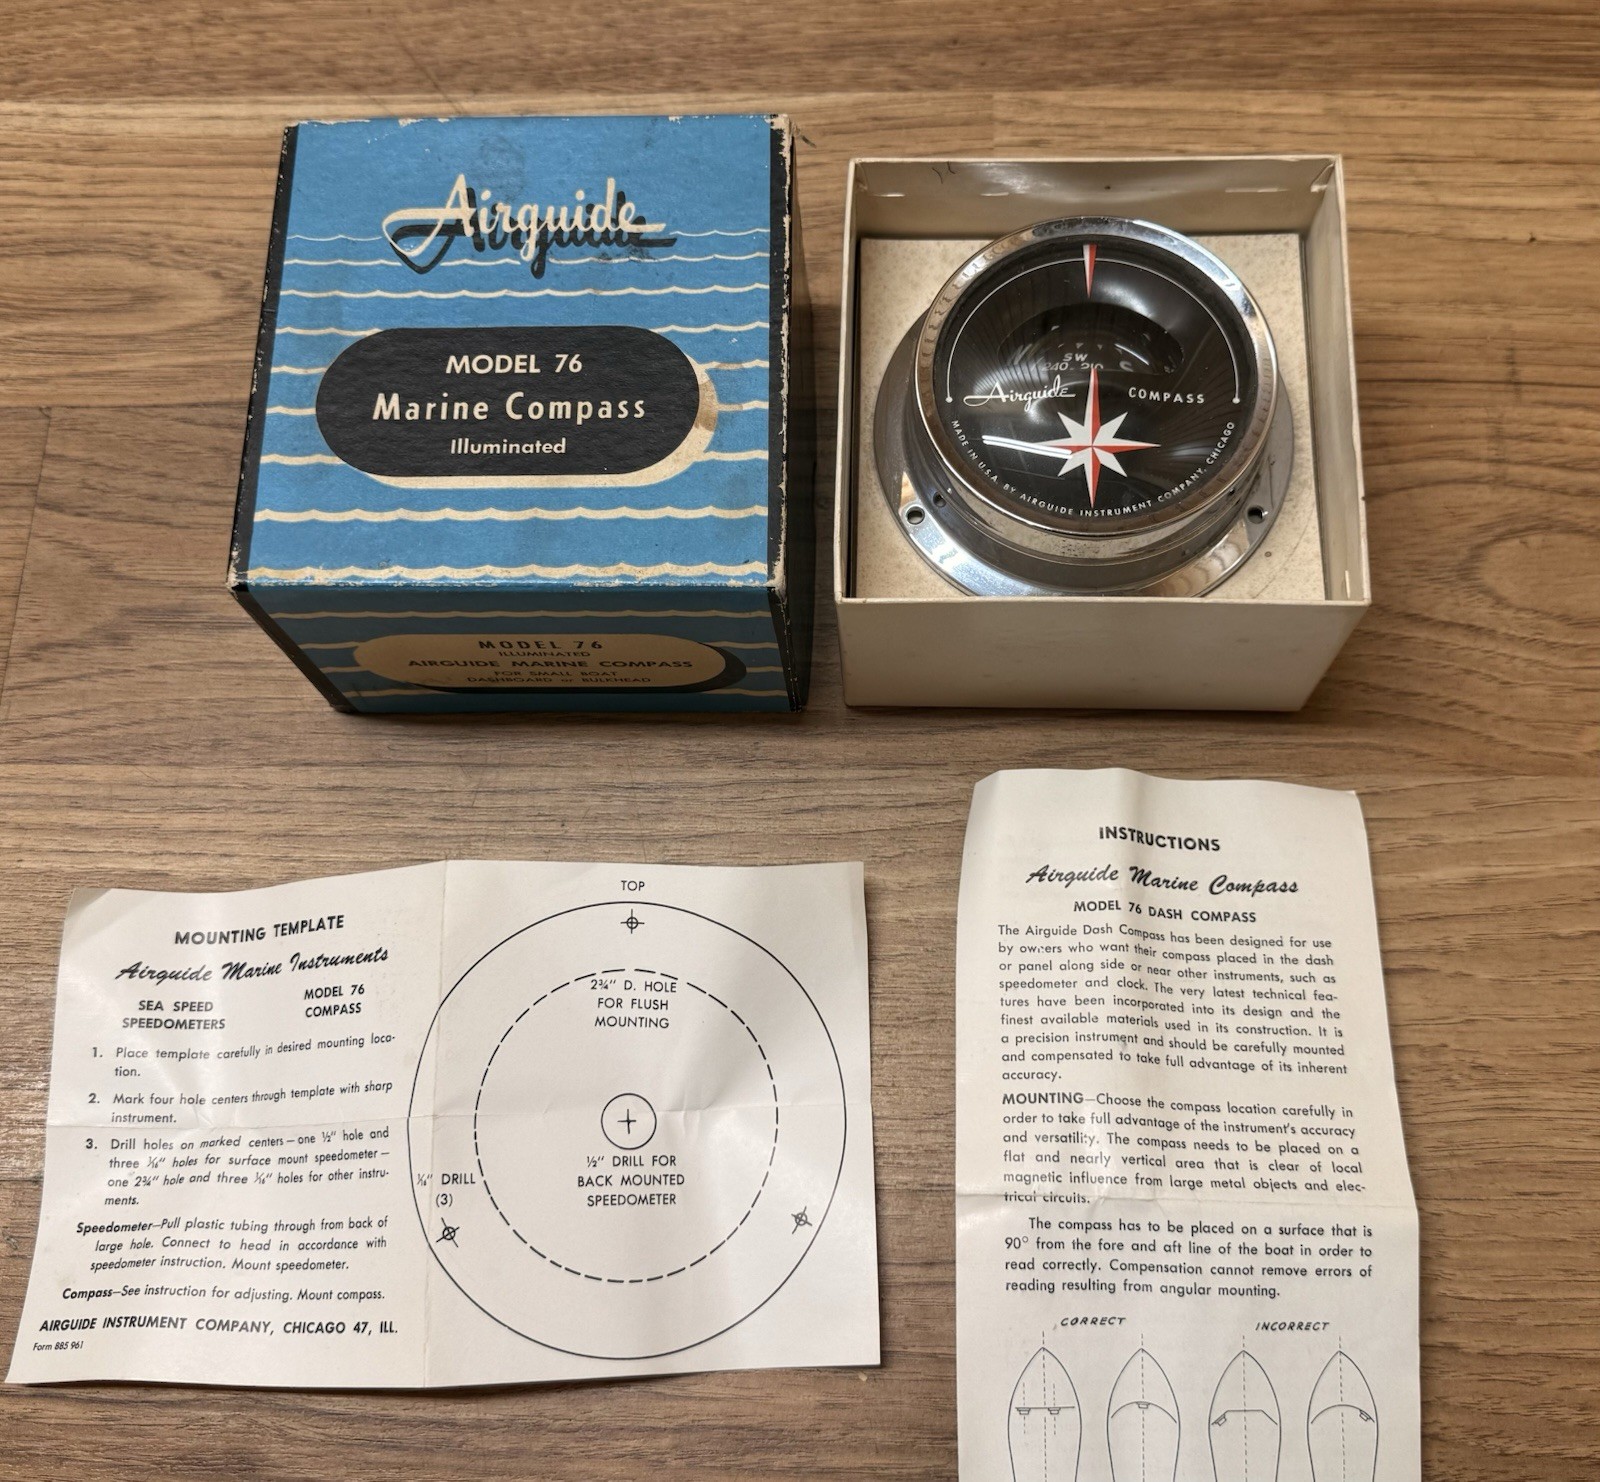 Airguide
MODEL 76
Marine Compass
Illuminated
MODEL 76
ILLUMINATED
AIRGUIDE MARINE COMPASS
FOR SMALL BOAT
DASHBOARD or BULKHEAD
SW
240 210
Airguide COMPASS
MADE IN U.S.A. BY AIRGUIDE INSTRUMENT COMPANY, CHICAGO
MOUNTING TEMPLATE
Airguide Marine Instruments
SEA SPEED
SPEEDOMETERS
MODEL 76
COMPASS
1. Place template carefully in desired mounting loca-
tion.
2. Mark four hole centers through template with sharp
instrument.
3. Drill holes on marked centers—one ½" hole and
three 1/16" holes for surface mount speedometer—
one 2¾" hole and three 1/16" holes for other instru-
ments.
Speedometer—Pull plastic tubing through from back of
large hole. Connect to head in accordance with
speedometer instruction. Mount speedometer.
Compass—See instruction for adjusting. Mount compass.
AIRGUIDE INSTRUMENT COMPANY, CHICAGO 47, ILL.
Form 885 961
TOP
2¾" D. HOLE
FOR FLUSH
MOUNTING
½" DRILL FOR
BACK MOUNTED
SPEEDOMETER
1/16" DRILL
(3)
INSTRUCTIONS
Airguide Marine Compass
MODEL 76 DASH COMPASS
The Airguide Dash Compass has been designed for use
by owners who want their compass placed in the dash
or panel along side or near other instruments, such as
speedometer and clock. The very latest technical fea-
tures have been incorporated into its design and the
finest available materials used in its construction. It is
a precision instrument and should be carefully mounted
and compensated to take full advantage of its inherent
accuracy.
MOUNTING—Choose the compass location carefully in
order to take full advantage of the instrument's accuracy
and versatility. The compass needs to be placed on a
flat and nearly vertical area that is clear of local
magnetic influence from large metal objects and elec-
trical circuits.
The compass has to be placed on a surface that is
90° from the fore and aft line of the boat in order to
read correctly. Compensation cannot remove errors of
reading resulting from angular mounting.
CORRECT
INCORRECT